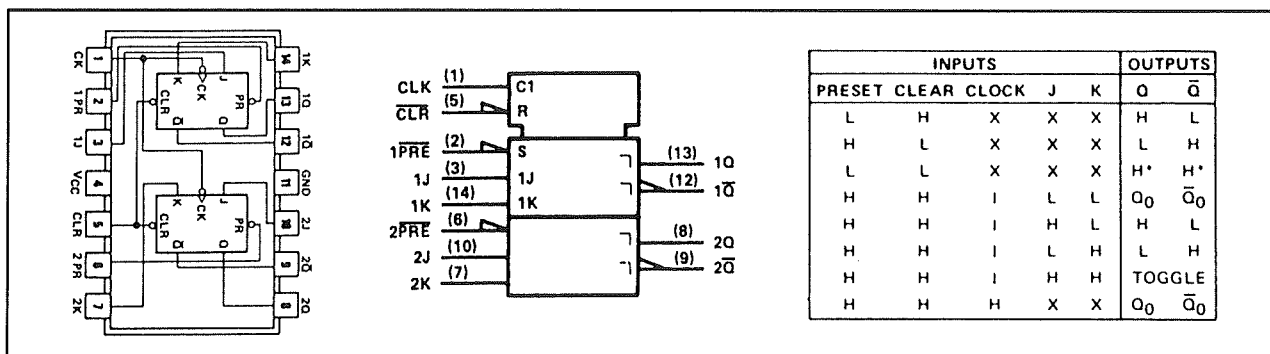 CK 1 14 1K
1PR 2 13 1Q
1J 3 12 1Q̅
VCC 4 11 GND
CLR 5 10 2J
2PR 6 9 2Q̅
2K 7 8 2Q
K CK J
CLR PR
Q̅ Q
K CK J
CLR PR
Q̅ Q
CLK (1) C1
C̅L̅R̅ (5) R
1P̅R̅E̅ (2) S
1J (3) 1J
1K (14) 1K
2P̅R̅E̅ (6)
2J (10)
2K (7)
(13) 1Q
(12) 1Q̅
(8) 2Q
(9) 2Q̅
INPUTS OUTPUTS
PRESET CLEAR CLOCK J K Q Q̅
L H X X X H L
H L X X X L H
L L X X X H* H*
H H I L L Q0 Q̅0
H H I H L H L
H H I L H L H
H H I H H TOGGLE
H H H X X Q0 Q̅0